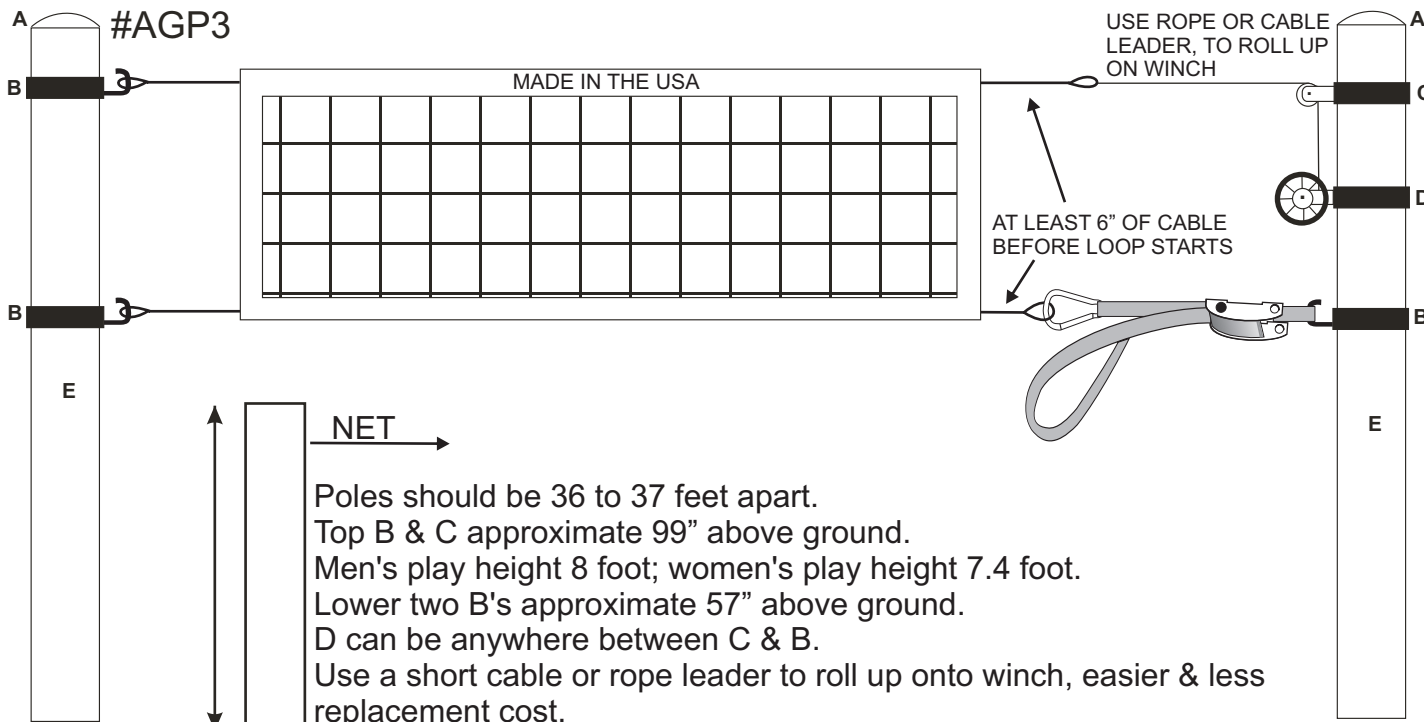 A
#AGP3
USE ROPE OR CABLE
LEADER, TO ROLL UP
ON WINCH
A
B
MADE IN THE USA
C
D
AT LEAST 6” OF CABLE
BEFORE LOOP STARTS
B
B
E
E
NET
Poles should be 36 to 37 feet apart.
Top B & C approximate 99” above ground.
Men's play height 8 foot; women's play height 7.4 foot.
Lower two B's approximate 57” above ground.
D can be anywhere between C & B.
Use a short cable or rope leader to roll up onto winch, easier & less
replacement cost.